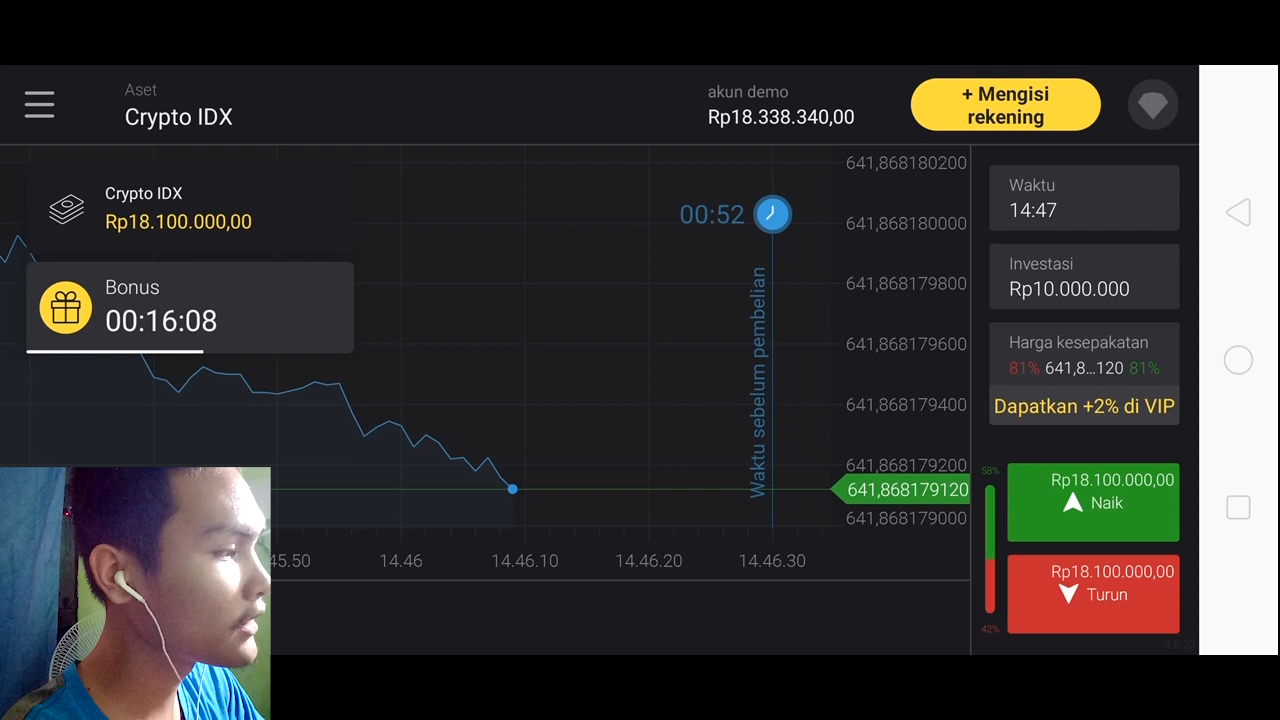 Aset
Crypto IDX
akun demo
Rp18.338.340,00
+ Mengisi
rekening
Crypto IDX
Rp18.100.000,00
Bonus
00:16:08
00:52
Waktu sebelum pembelian
641,868180200
641,868180000
641,868179800
641,868179600
641,868179400
641,868179200
641,868179120
641,868179000
45.50
14.46
14.46.10
14.46.20
14.46.30
Waktu
14:47
Investasi
Rp10.000.000
Harga kesepakatan
81% 641,8...120 81%
Dapatkan +2% di VIP
58%
Rp18.100.000,00
Naik
Rp18.100.000,00
Turun
42%